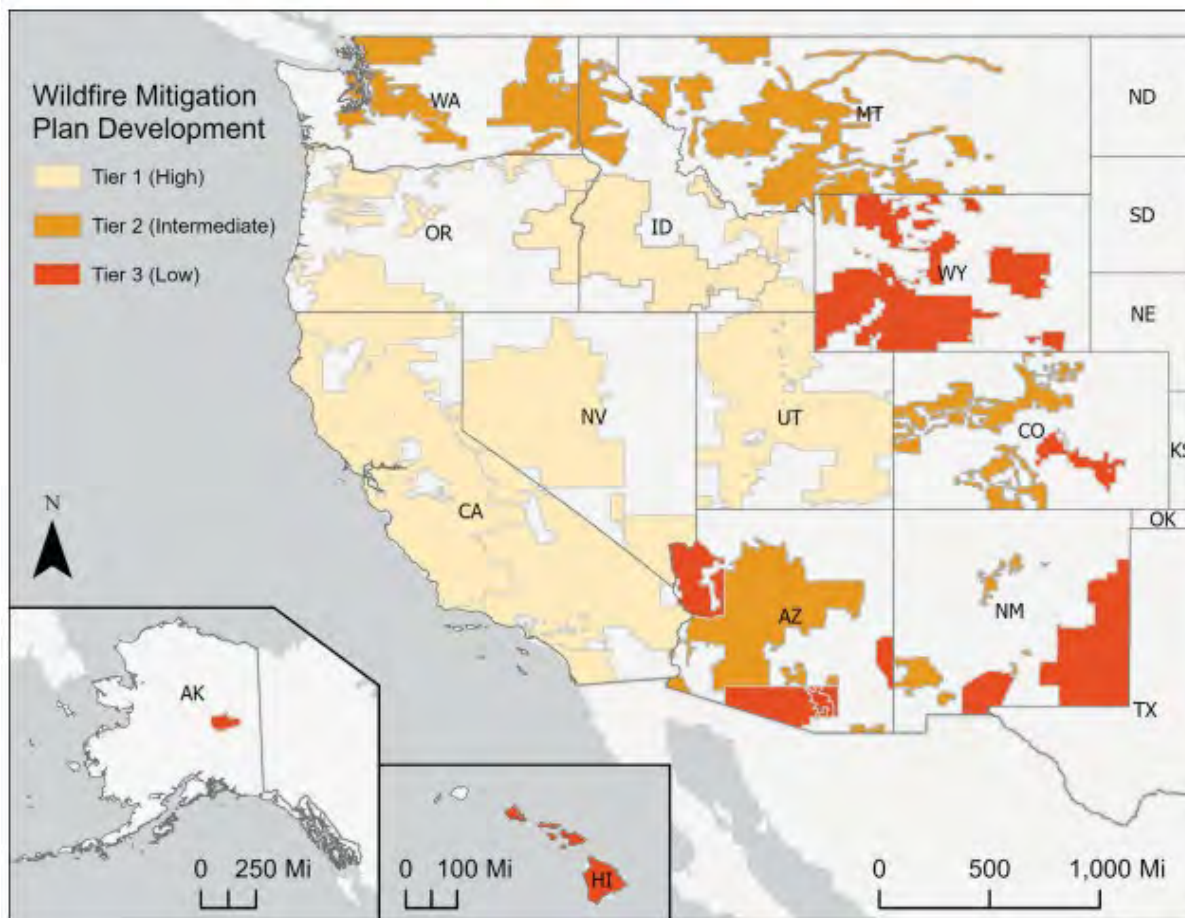 Wildfire Mitigation
Plan Development
Tier 1 (High)
Tier 2 (Intermediate)
Tier 3 (Low)
WA
MT
ND
OR
ID
SD
WY
NE
NV
UT
CO
KS
CA
N
OK
AZ
NM
TX
AK
HI
0 250 Mi
0 100 Mi
0 500 1,000 Mi